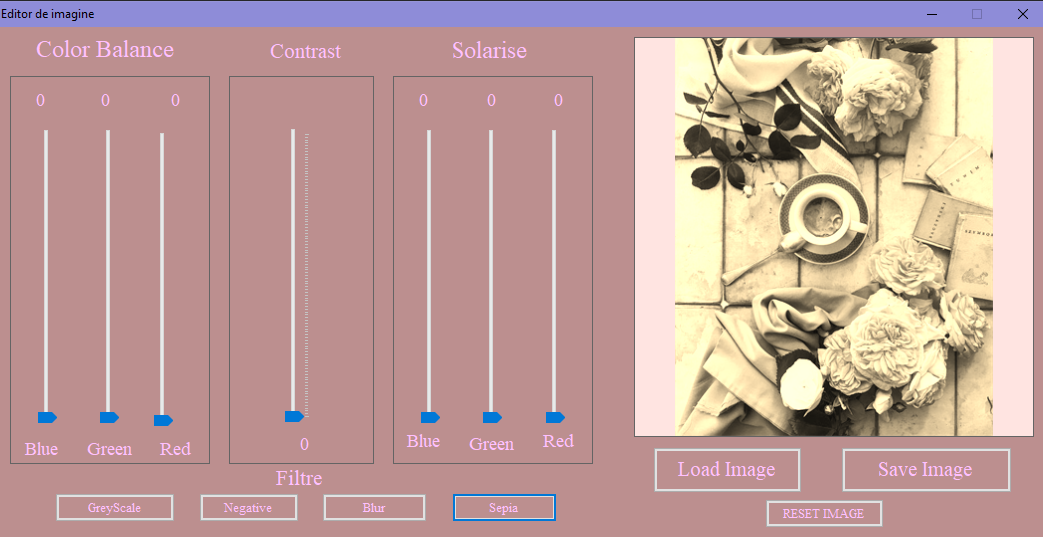 Editor de imagine
Color Balance
Contrast
Solarise
0 0 0
0 0 0
Blue Green Red
0
Blue Green Red
Filtre
GreyScale Negative Blur Sepia
Load Image Save Image
RESET IMAGE